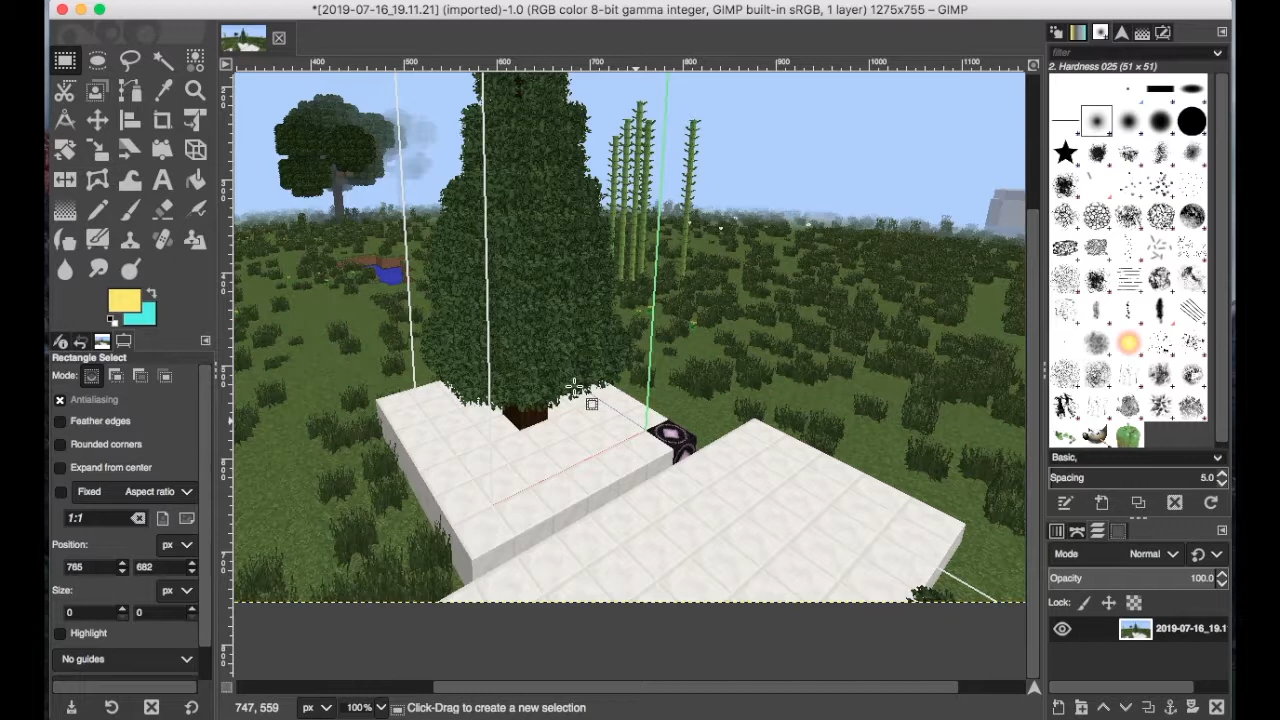 *[2019-07-16_19.11.21] (imported)-1.0 (RGB color 8-bit gamma integer, GIMP built-in sRGB, 1 layer) 1275x755 – GIMP
400
500
600
700
800
900
1000
1100
filter
2. Hardness 025 (51 × 51)
Rectangle Select
Mode:
Antialiasing
Feather edges
Rounded corners
Expand from center
Fixed Aspect ratio
1:1
Position: px
765 682
Size: px
0 0
Highlight
No guides
Basic,
Spacing 5.0
Mode Normal
Opacity 100.0
Lock:
2019-07-16_19.1
747, 559 px 100% Click-Drag to create a new selection